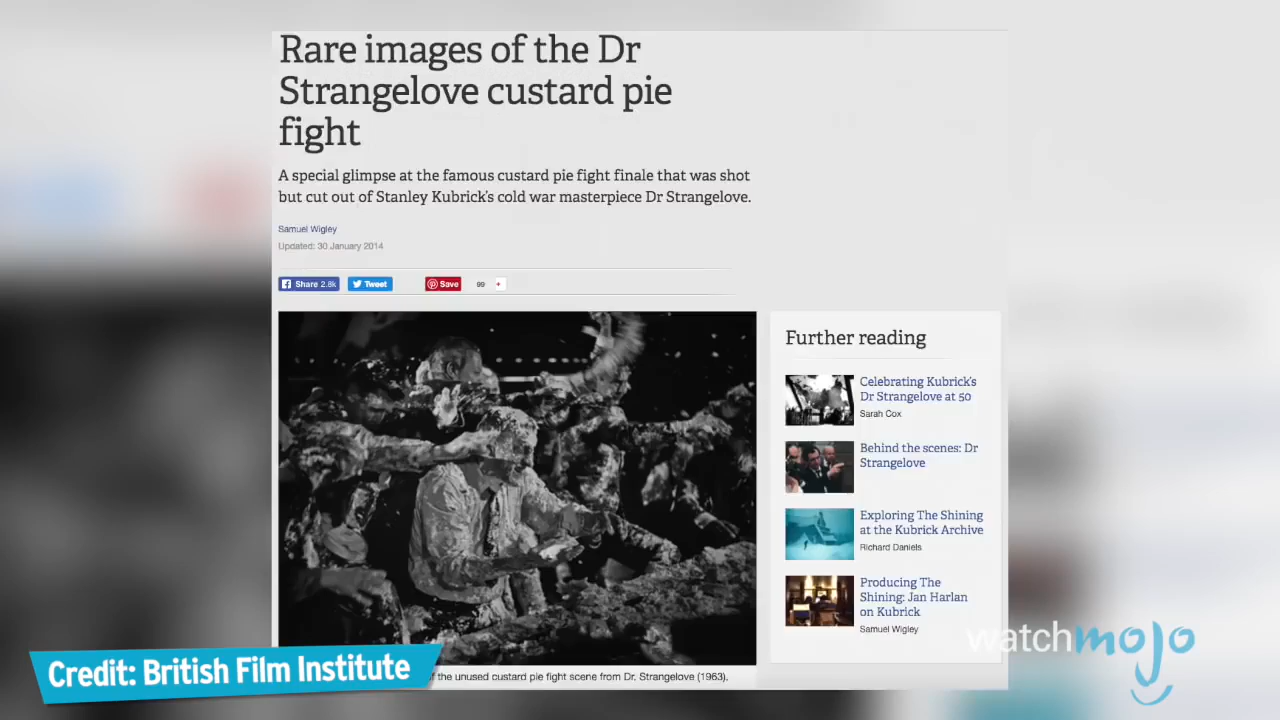 Rare images of the Dr
Strangelove custard pie
fight
A special glimpse at the famous custard pie fight finale that was shot
but cut out of Stanley Kubrick's cold war masterpiece Dr Strangelove.
Samuel Wigley
Updated: 30 January 2014
Share 2.6k
Tweet
Save
99
+
Further reading
Celebrating Kubrick's
Dr Strangelove at 50
Sarah Cox
Behind the scenes: Dr
Strangelove
Exploring The Shining
at the Kubrick Archive
Richard Daniels
Producing The
Shining: Jan Harlan
on Kubrick
Samuel Wigley
watchmojo
Credit: British Film Institute
the unused custard pie fight scene from Dr. Strangelove (1963).